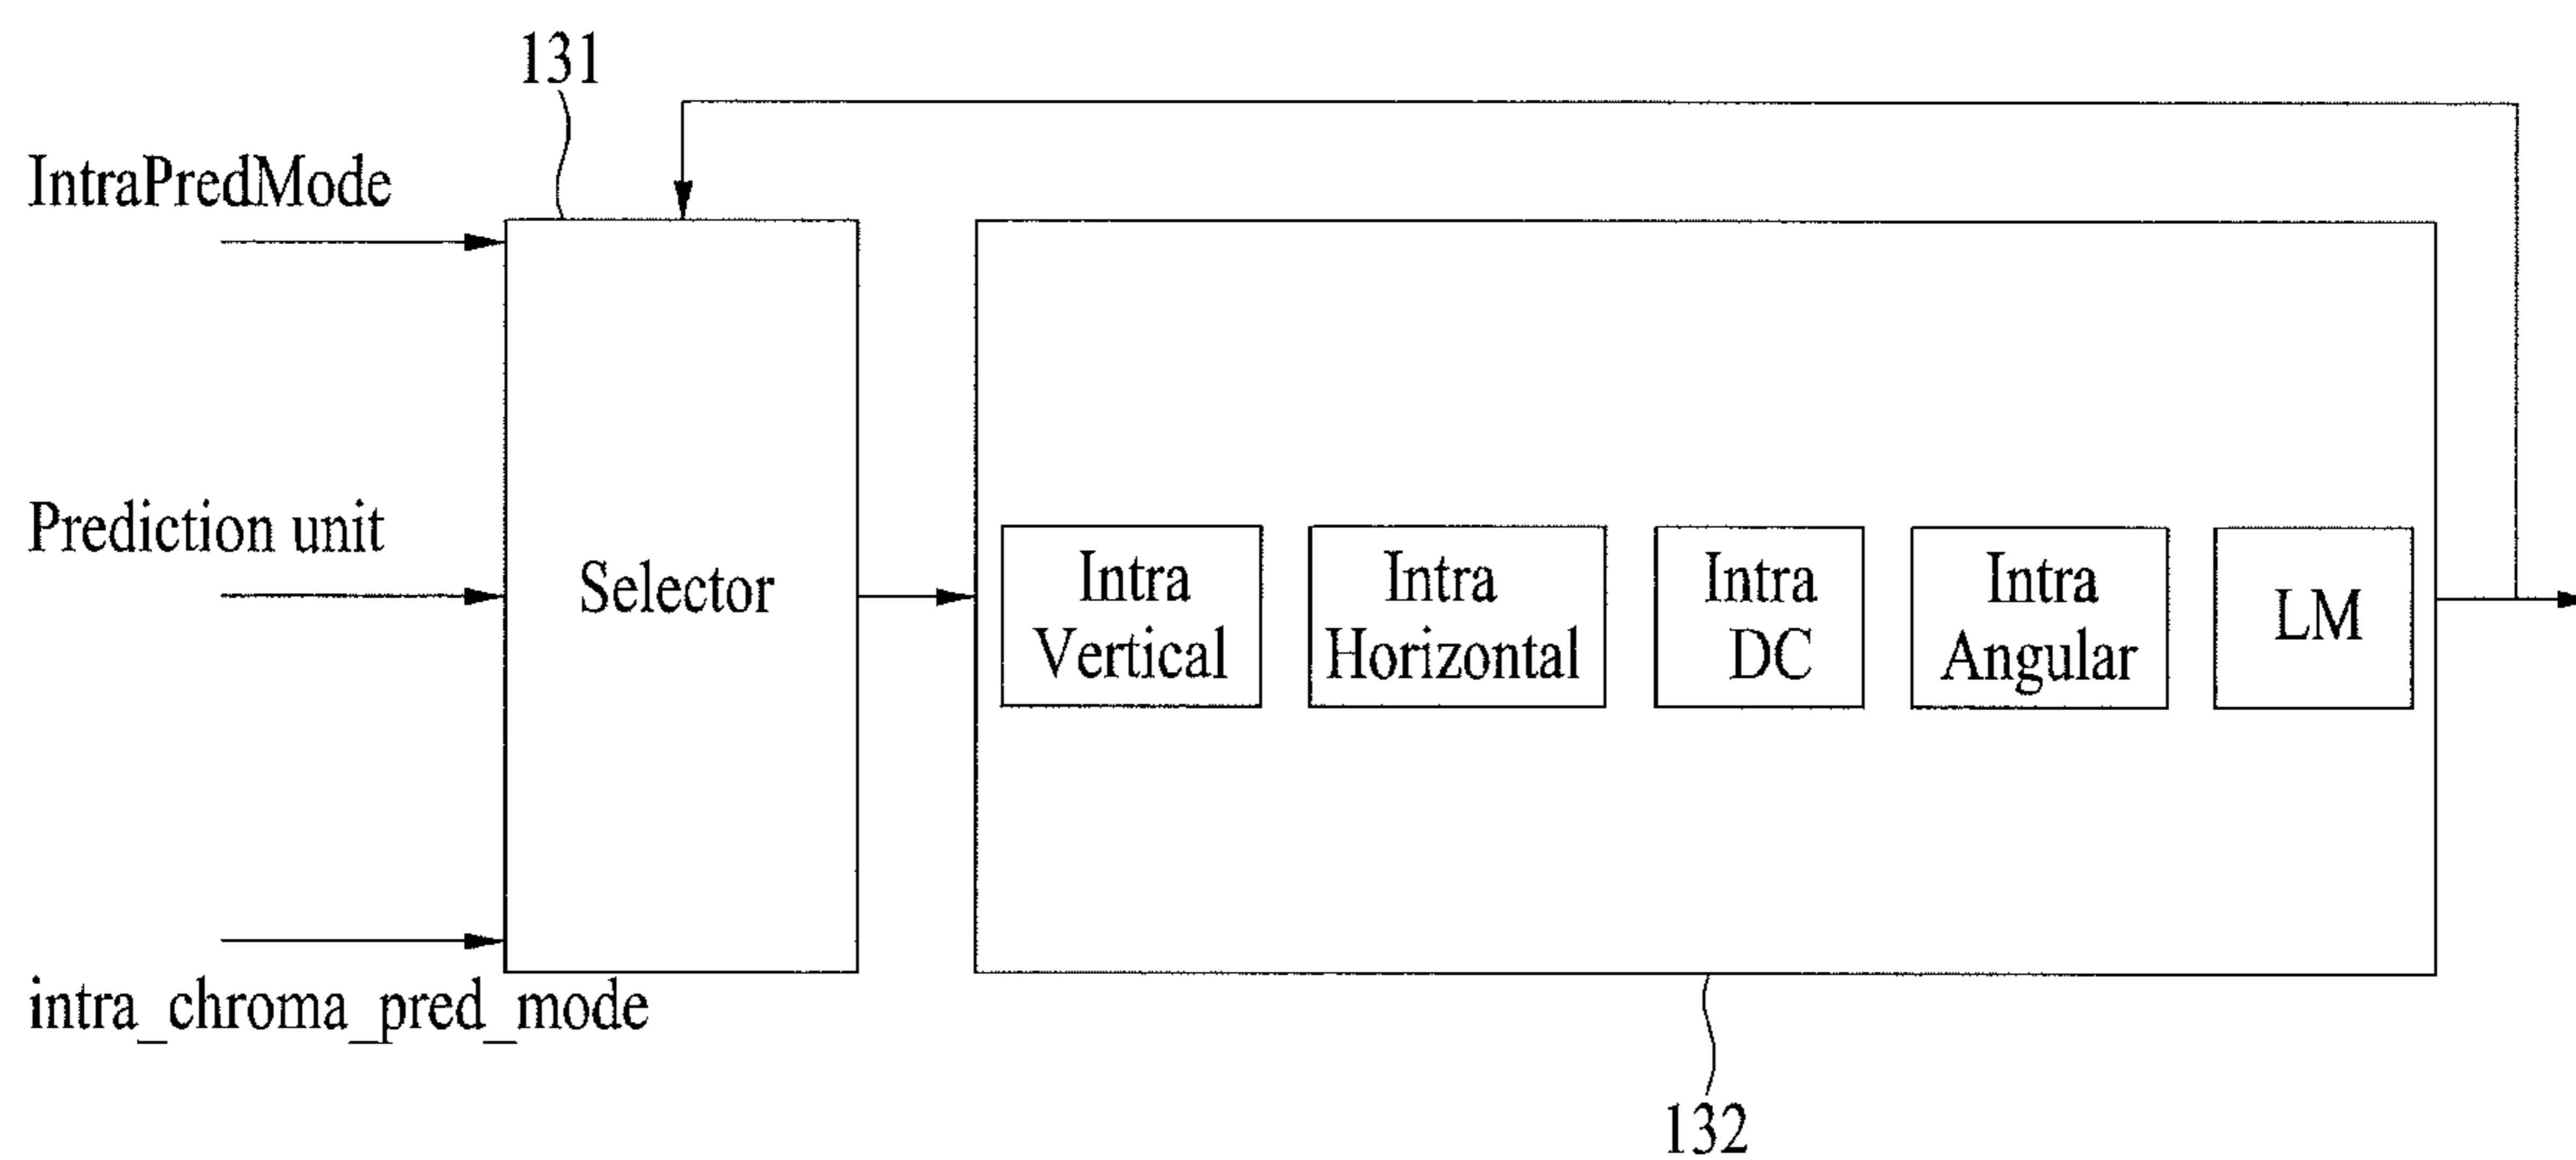 131
IntraPredMode
Prediction unit
Selector
Intra
Vertical
Intra
Horizontal
Intra
DC
Intra
Angular
LM
intra_chroma_pred_mode
132